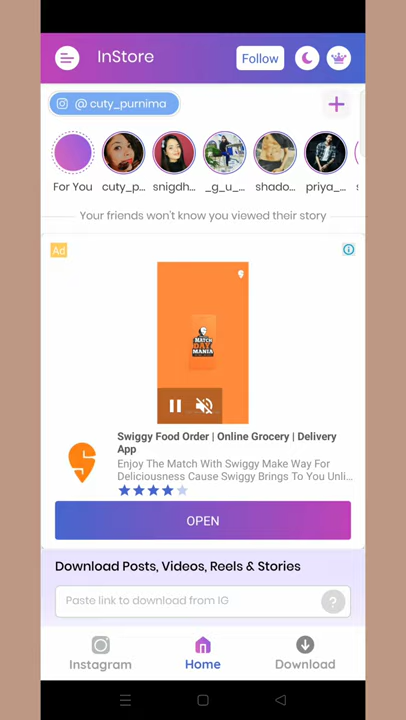 InStore
Follow
@ cuty_purnima
+
For You
cuty_p...
snigdh...
_g_u_...
shado...
priya_...
Your friends won't know you viewed their story
Ad
MATCH
DAY
MANIA
Swiggy Food Order | Online Grocery | Delivery
App
Enjoy The Match With Swiggy Make Way For
Deliciousness Cause Swiggy Brings To You Unli...
OPEN
Download Posts, Videos, Reels & Stories
Paste link to download from IG
?
Instagram
Home
Download